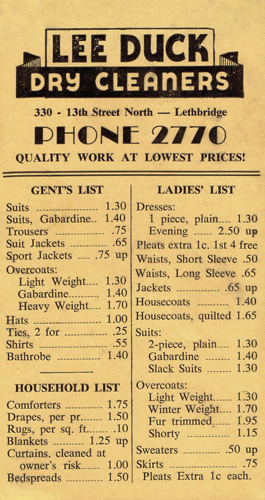 LEE DUCK
DRY CLEANERS
330 - 13th Street North — Lethbridge
PHONE 2770
QUALITY WORK AT LOWEST PRICES!
GENT'S LIST
Suits 1.30
Suits, Gabardine.. 1.40
Trousers .75
Suit Jackets .65
Sport Jackets .75 up
Overcoats:
Light Weight.... 1.30
Gabardine........ 1.40
Heavy Weight 1.70
Hats 1.00
Ties, 2 for .25
Shirts .55
Bathrobe 1.40
HOUSEHOLD LIST
Comforters 1.75
Drapes, per pr. 1.50
Rugs, per sq. ft. .10
Blankets 1.25 up
Curtains, cleaned at
owner's risk...... 1.00
Bedspreads 1.50
LADIES' LIST
Dresses:
1 piece, plain.... 1.30
Evening 2.50 up
Pleats extra 1c. 1st 4 free
Waists, Short Sleeve .50
Waists, Long Sleeve .65
Jackets .65 up
Housecoats 1.40
Housecoats, quilted 1.65
Suits:
2-piece, plain.... 1.30
Gabardine 1.40
Slack Suits 1.30
Overcoats:
Light Weight...... 1.30
Winter Weight.... 1.70
Fur trimmed...... 1.95
Shorty 1.15
Sweaters .50 up
Skirts .75
Pleats Extra 1c each.